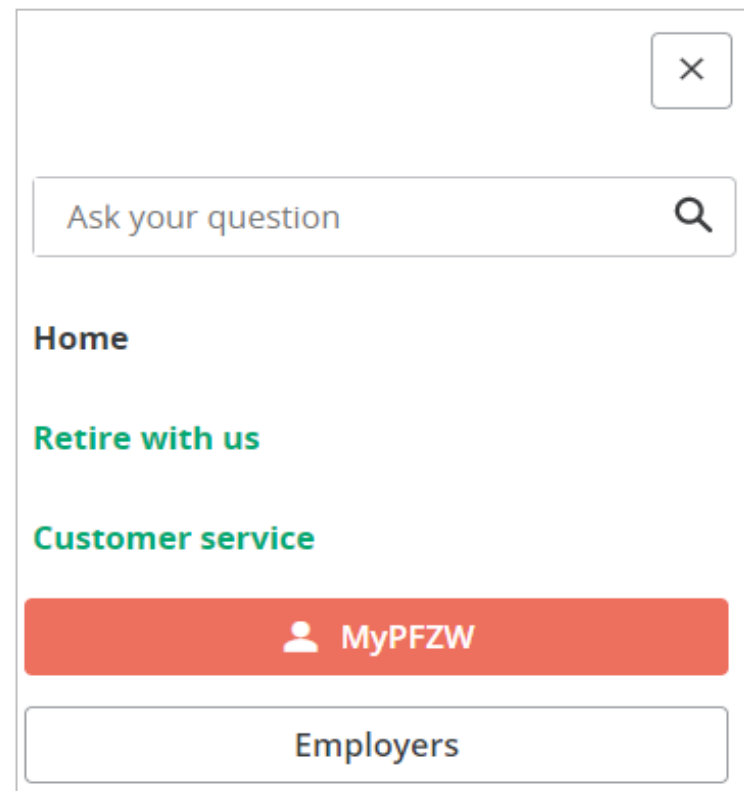 Ask your question
Home
Retire with us
Customer service
MyPFZW
Employers